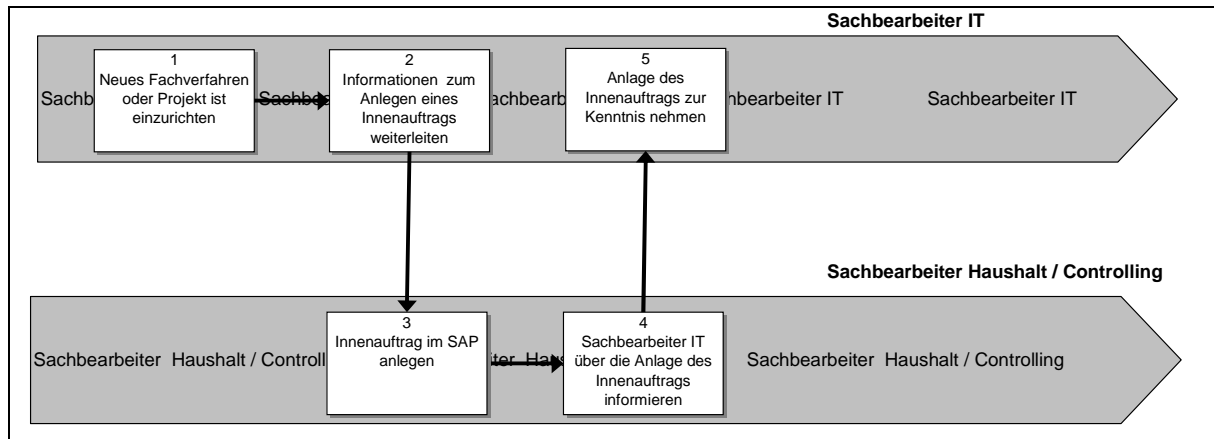 Sachbearbeiter IT
1
Neues Fachverfahren
oder Projekt ist
einzurichten
2
Informationen zum
Anlegen eines
Innenauftrags
weiterleiten
5
Anlage des
Innenauftrags zur
Kenntnis nehmen
Sachbearbeiter IT
Sachbearbeiter Haushalt / Controlling
3
Innenauftrag im SAP
anlegen
4
Sachbearbeiter IT
über die Anlage des
Innenauftrags
informieren
Sachbearbeiter Haushalt / Controlling